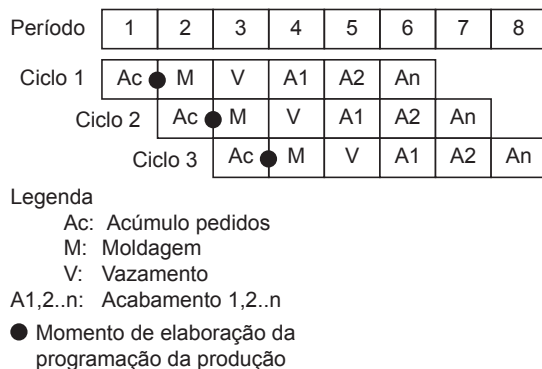 Período 1 2 3 4 5 6 7 8
Ciclo 1 Ac M V A1 A2 An
Ciclo 2 Ac M V A1 A2 An
Ciclo 3 Ac M V A1 A2 An
Legenda
Ac: Acúmulo pedidos
M: Moldagem
V: Vazamento
A1,2..n: Acabamento 1,2..n
Momento de elaboração da
programação da produção